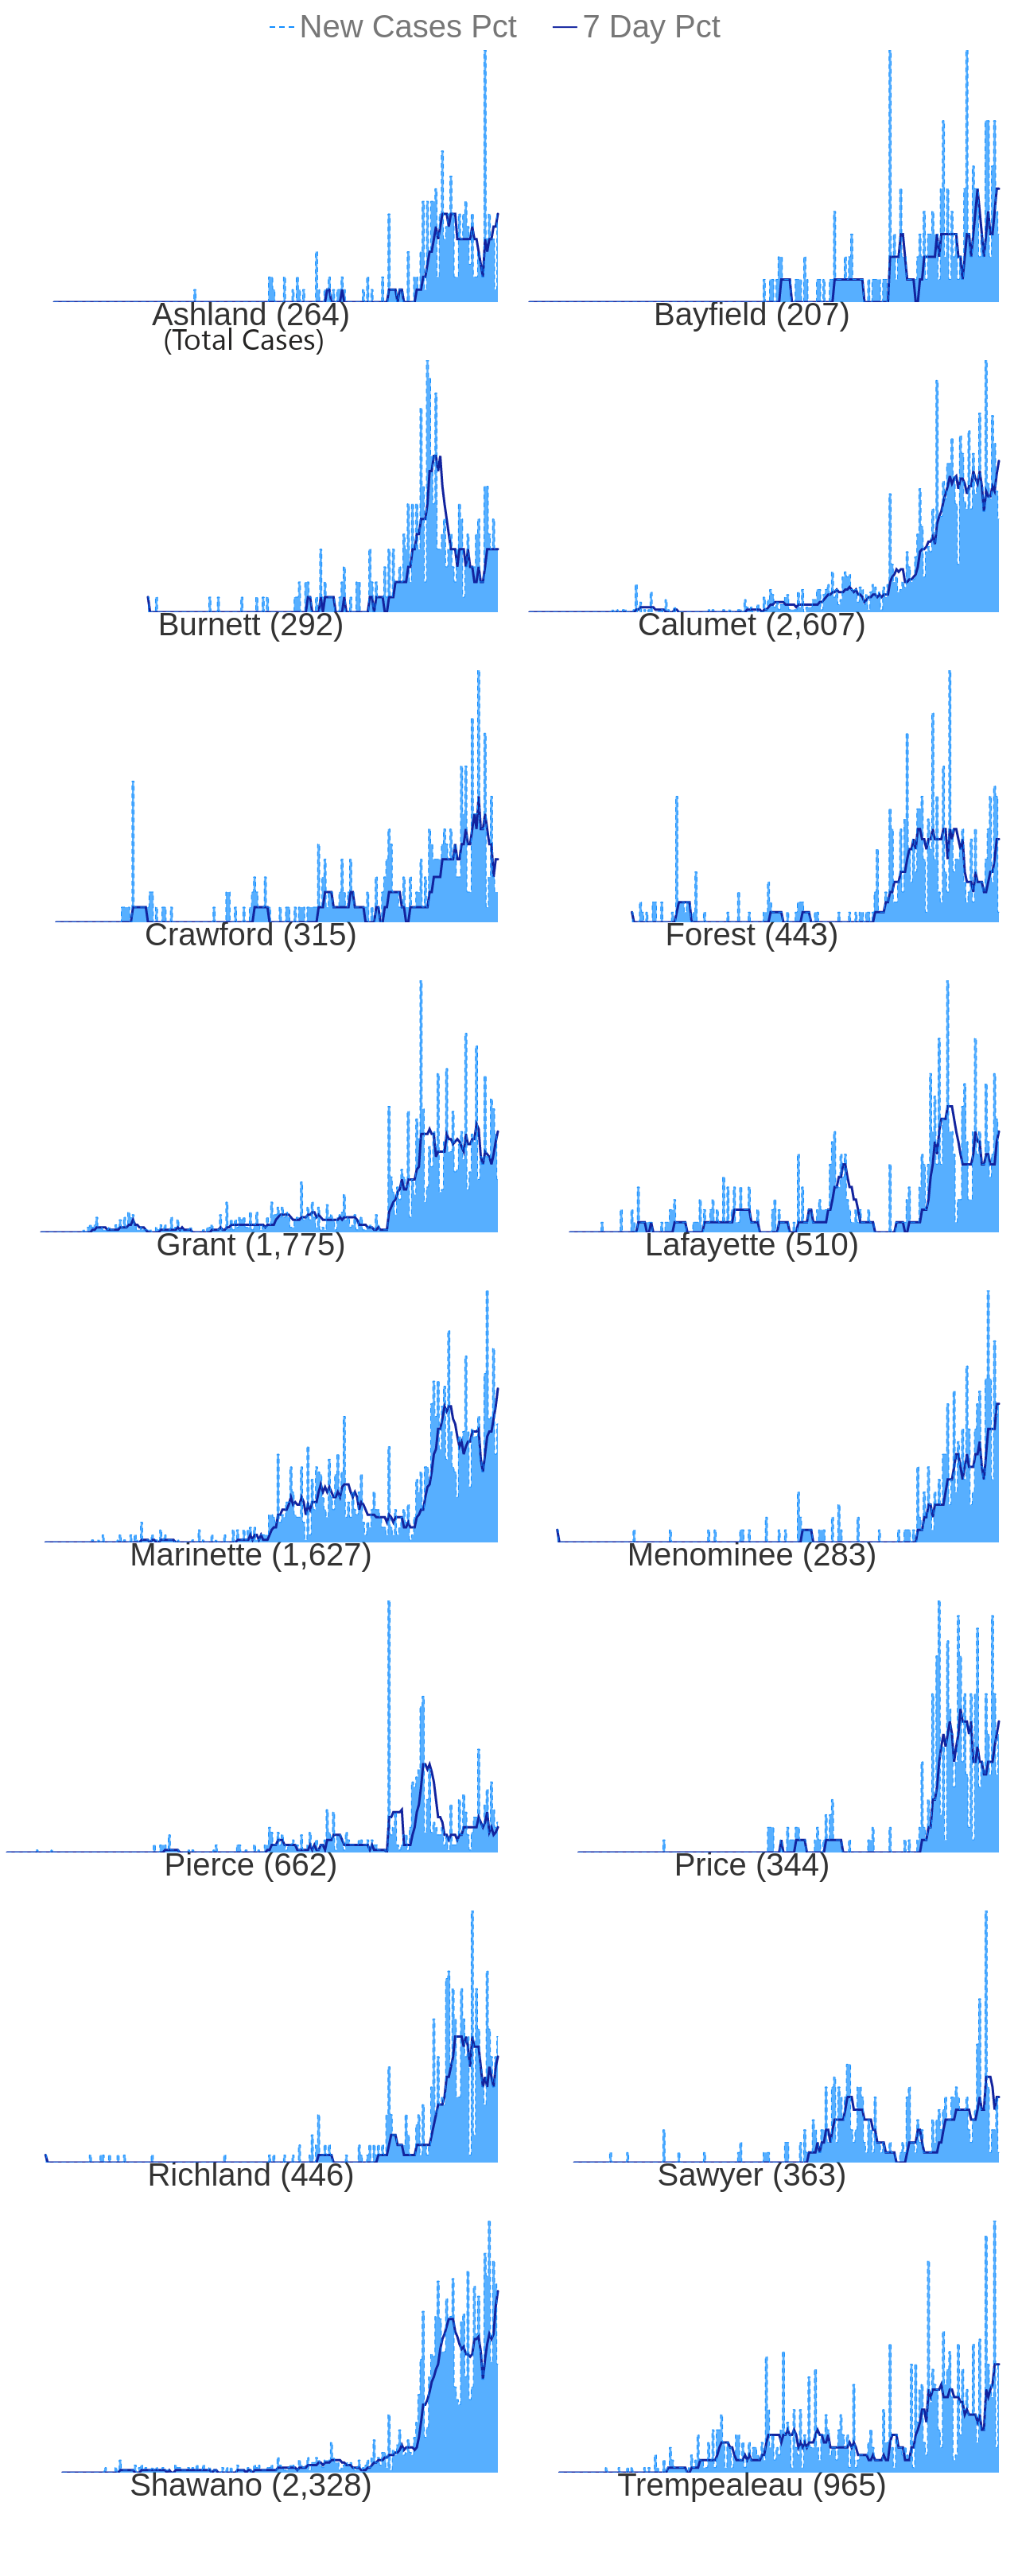 New Cases Pct 7 Day Pct
Ashland (264) Bayfield (207)
(Total Cases)
Burnett (292) Calumet (2,607)
Crawford (315) Forest (443)
Grant (1,775) Lafayette (510)
Marinette (1,627) Menominee (283)
Pierce (662) Price (344)
Richland (446) Sawyer (363)
Shawano (2,328) Trempealeau (965)